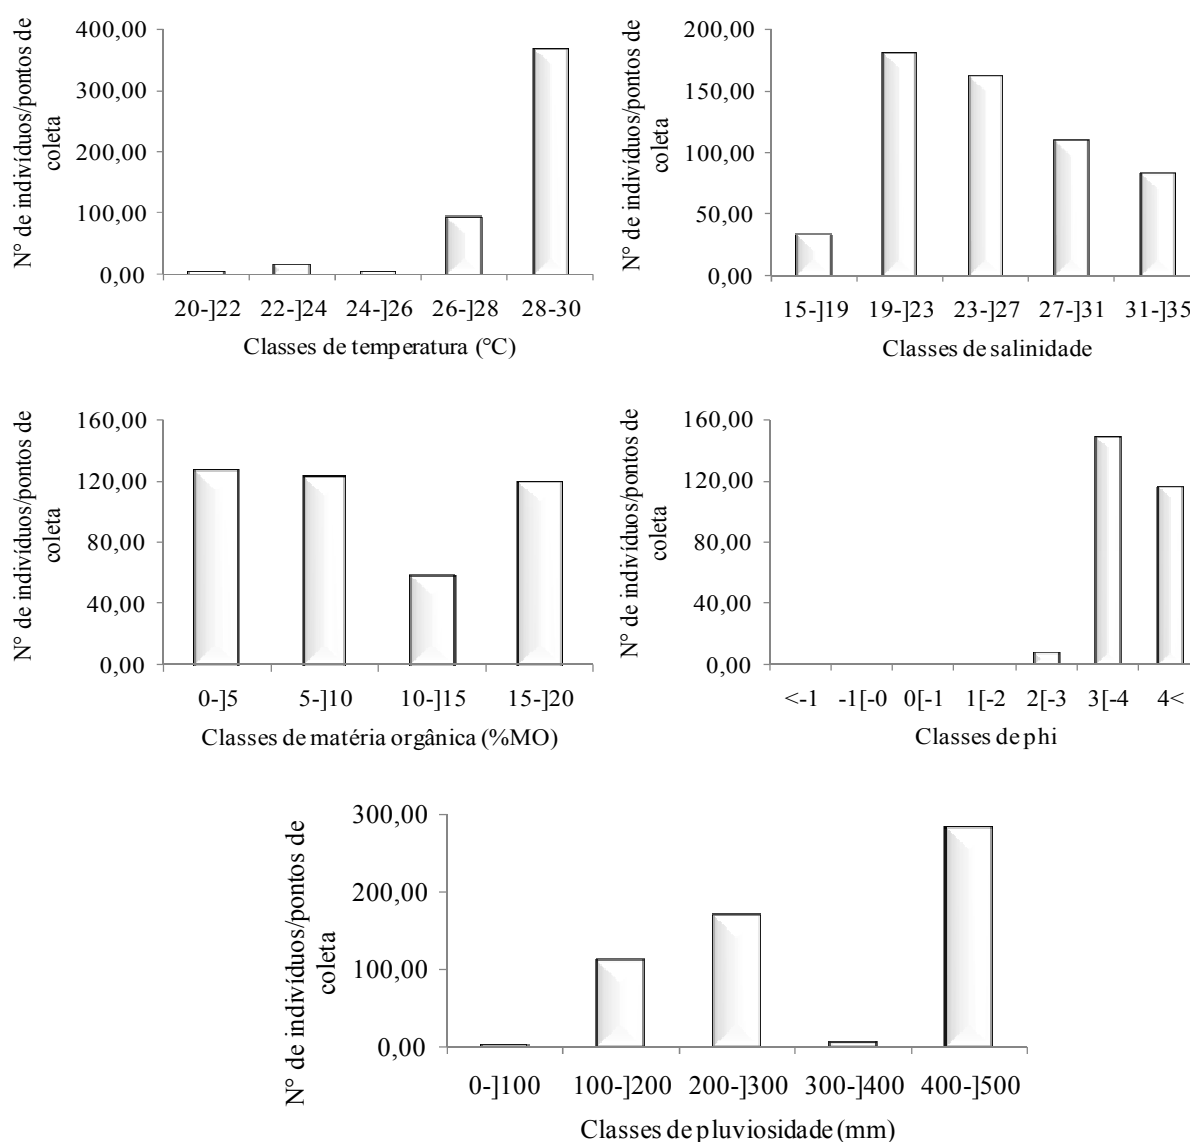 N° de indivíduos/pontos de
coleta
400,00
300,00
200,00
100,00
0,00
20-]22 22-]24 24-]26 26-]28 28-30
Classes de temperatura (°C)
N° de indivíduos/pontos de
coleta
200,00
150,00
100,00
50,00
0,00
15-]19 19-]23 23-]27 27-]31 31-]35
Classes de salinidade
N° de indivíduos/pontos de
coleta
160,00
120,00
80,00
40,00
0,00
0-]5 5-]10 10-]15 15-]20
Classes de matéria orgânica (%MO)
N° de indivíduos/pontos de
coleta
160,00
120,00
80,00
40,00
0,00
<-1 -1[-0 0[-1 1[-2 2[-3 3[-4 4<
Classes de phi
N° de indivíduos/pontos de
coleta
300,00
200,00
100,00
0,00
0-]100 100-]200 200-]300 300-]400 400-]500
Classes de pluviosidade (mm)